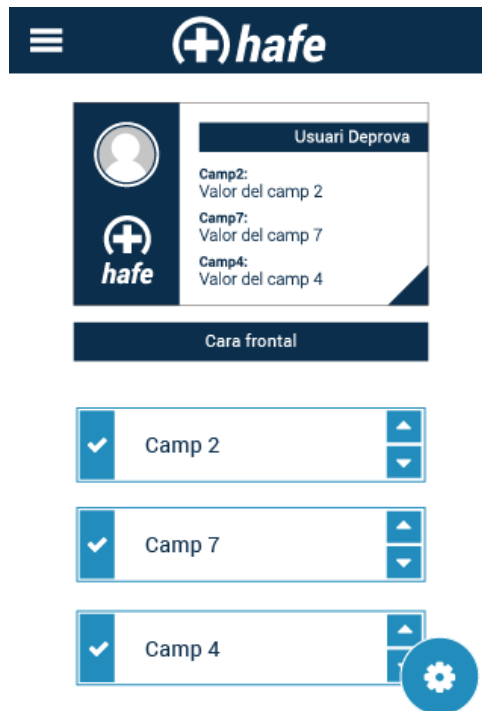 hafe
Usuari Deprova
Camp2:
Valor del camp 2
Camp7:
Valor del camp 7
Camp4:
Valor del camp 4
hafe
Cara frontal
Camp 2
Camp 7
Camp 4